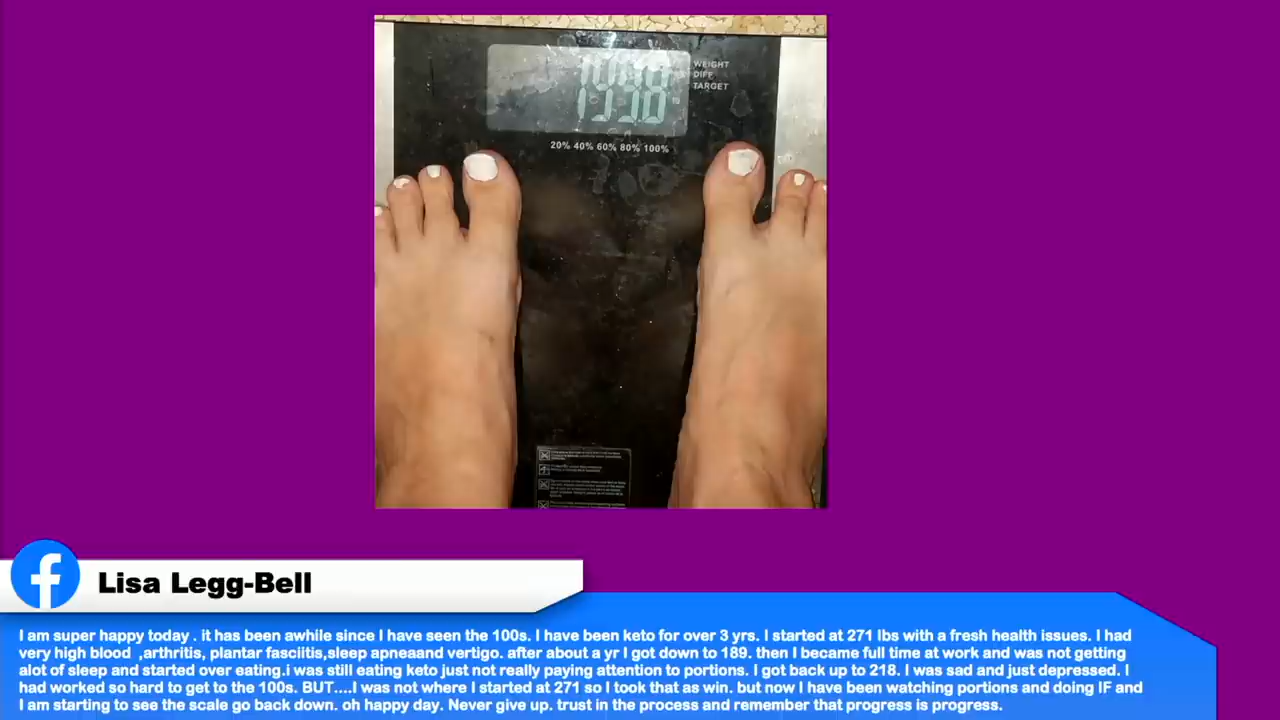 WEIGHT
DIFF
TARGET
20% 40% 60% 80% 100%
Lisa Legg-Bell
I am super happy today . it has been awhile since I have seen the 100s. I have been keto for over 3 yrs. I started at 271 lbs with a fresh health issues. I had
very high blood ,arthritis, plantar fasciitis,sleep apneaand vertigo. after about a yr I got down to 189. then I became full time at work and was not getting
alot of sleep and started over eating.i was still eating keto just not really paying attention to portions. I got back up to 218. I was sad and just depressed. I
had worked so hard to get to the 100s. BUT....I was not where I started at 271 so I took that as win. but now I have been watching portions and doing IF and
I am starting to see the scale go back down. oh happy day. Never give up. trust in the process and remember that progress is progress.